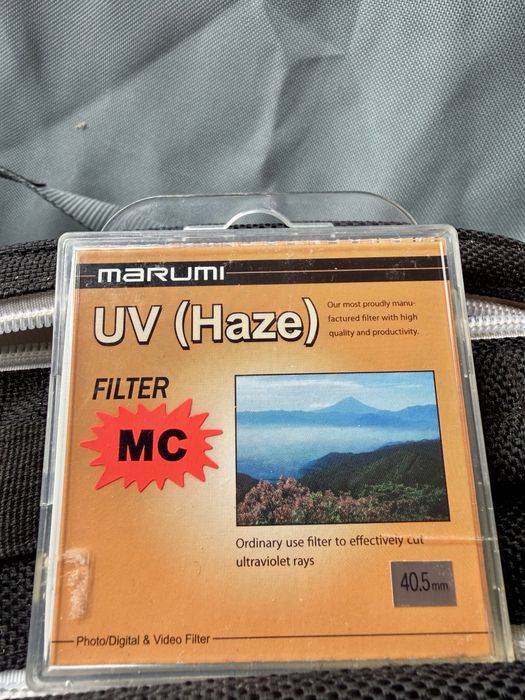 marumi
UV (Haze)
Our most proudly manu-
factured filter with high
quality and productivity.
FILTER
MC
Ordinary use filter to effectively cut
ultraviolet rays
40.5mm
Photo/Digital & Video Filter